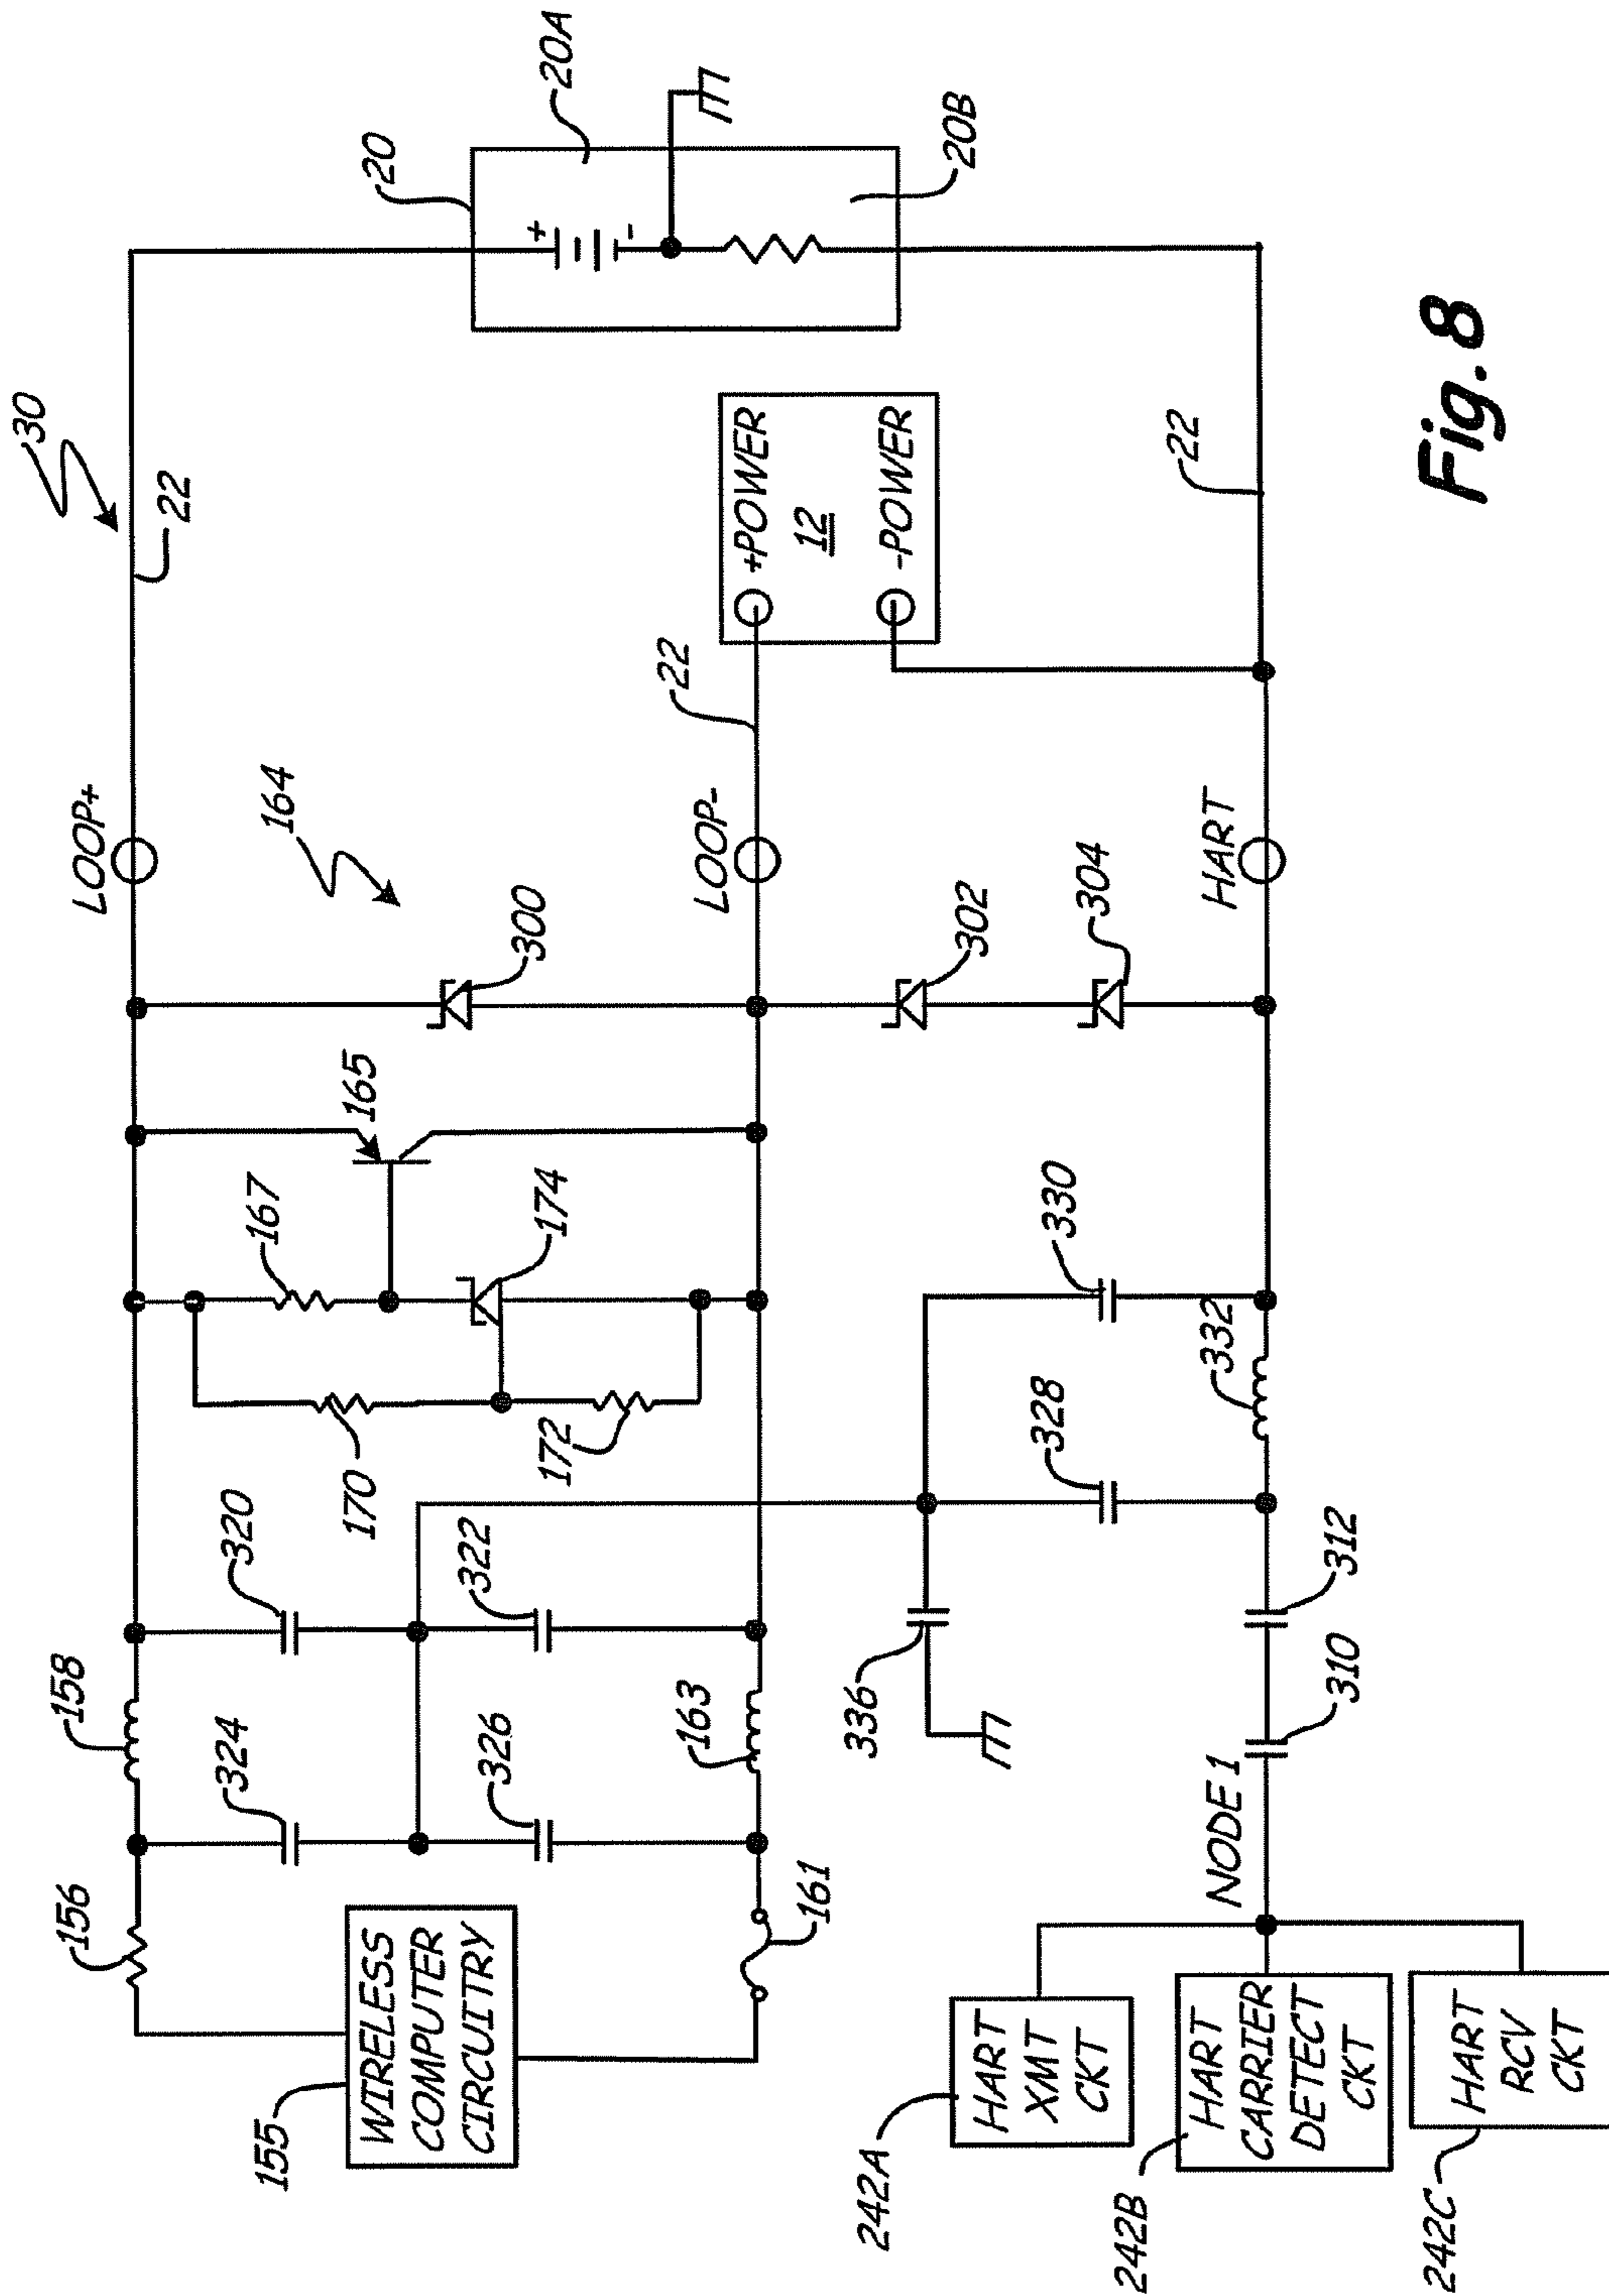 30
22
LOOP+
20
20A
20B
164
300
165
167
174
170
172
158
320
324
322
326
156
155
WIRELESS
COMPUTER
CIRCUITRY
161
163
LOOP-
22
+POWER
12
-POWER
302
304
HART
22
330
332
328
336
312
310
NODE 1
242A
HART
XMT
CKT
242B
HART
CARRIER
DETECT
CKT
242C
HART
RCV
CKT
+
-
Fig. 8